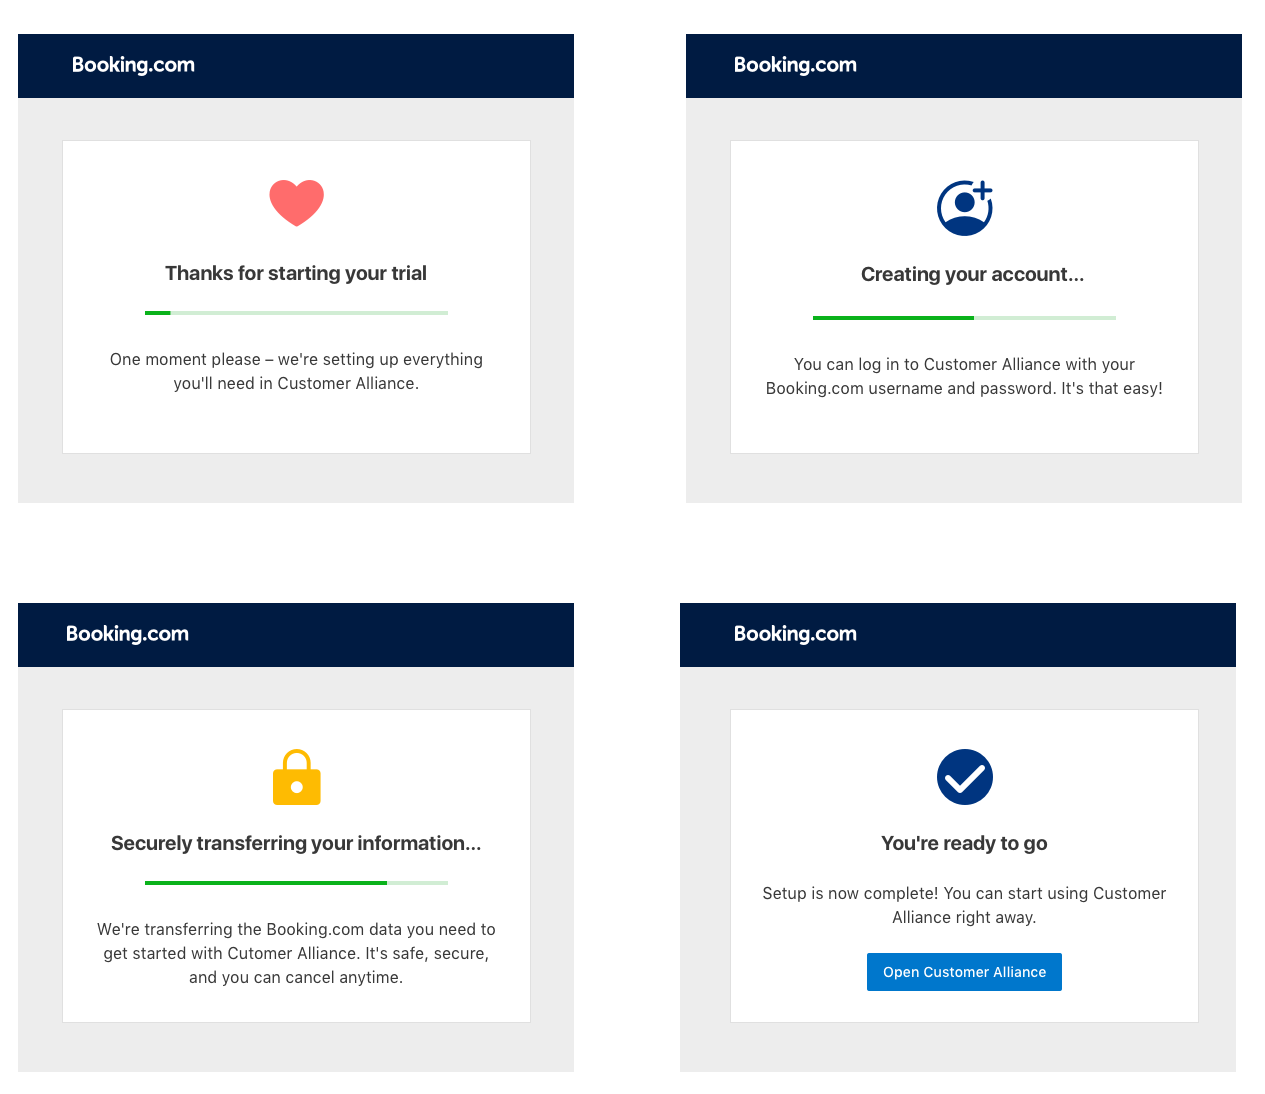 Booking.com
Thanks for starting your trial
One moment please – we're setting up everything
you'll need in Customer Alliance.
Booking.com
Creating your account...
You can log in to Customer Alliance with your
Booking.com username and password. It's that easy!
Booking.com
Securely transferring your information...
We're transferring the Booking.com data you need to
get started with Cutomer Alliance. It's safe, secure,
and you can cancel anytime.
Booking.com
You're ready to go
Setup is now complete! You can start using Customer
Alliance right away.
Open Customer Alliance